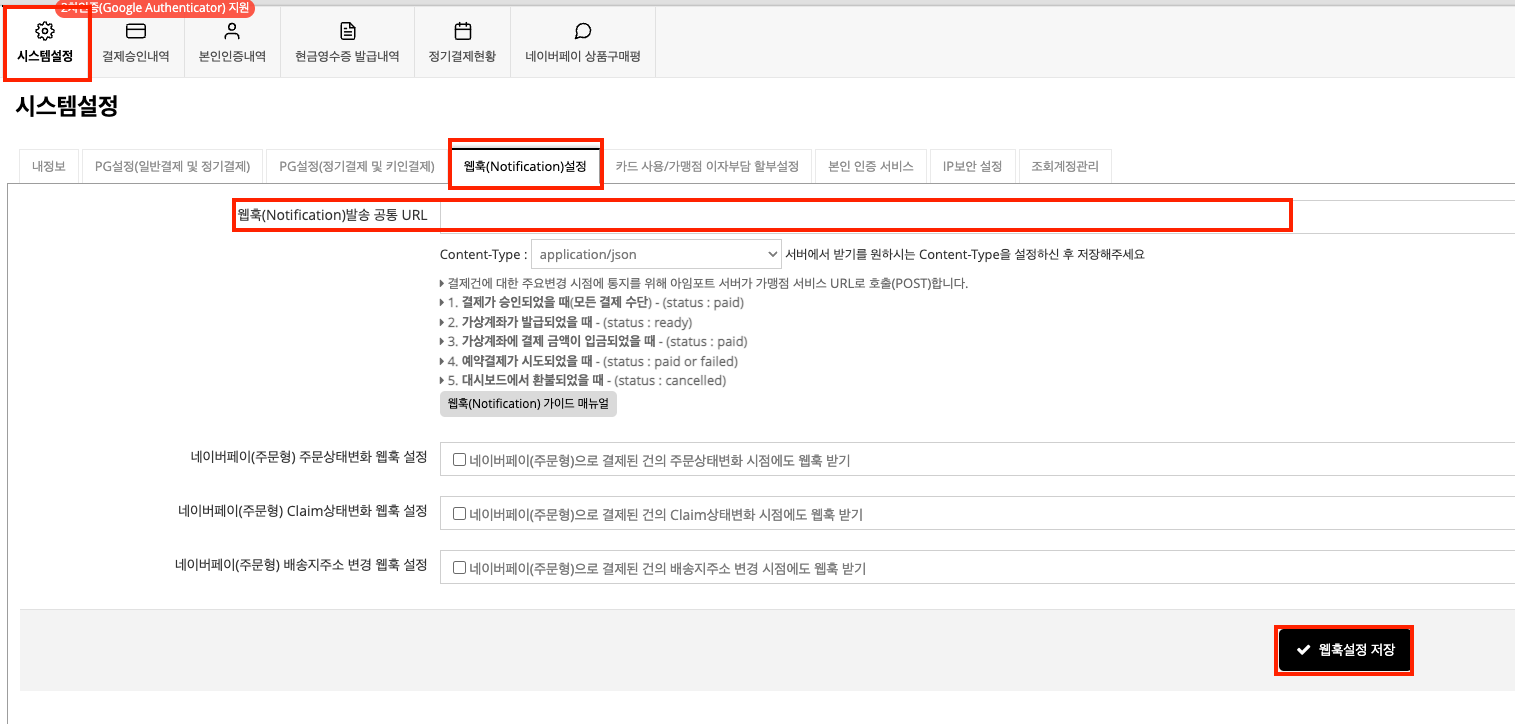 2차인증(Google Authenticator) 지원
시스템설정
결제승인내역
본인인증내역
현금영수증 발급내역
정기결제현황
네이버페이 상품구매평
시스템설정
내정보
PG설정(일반결제 및 정기결제)
PG설정(정기결제 및 키인결제)
웹훅(Notification)설정
카드 사용/가맹점 이자부담 할부설정
본인 인증 서비스
IP보안 설정
조회계정관리
웹훅(Notification)발송 공통 URL
Content-Type : application/json 서버에서 받기를 원하시는 Content-Type을 설정하신 후 저장해주세요
결제건에 대한 주요변경 시점에 통지를 위해 아임포트 서버가 가맹점 서비스 URL로 호출(POST)합니다.
1. 결제가 승인되었을 때(모든 결제 수단) - (status : paid)
2. 가상계좌가 발급되었을 때 - (status : ready)
3. 가상계좌에 결제 금액이 입금되었을 때 - (status : paid)
4. 예약결제가 시도되었을 때 - (status : paid or failed)
5. 대시보드에서 환불되었을 때 - (status : cancelled)
웹훅(Notification) 가이드 매뉴얼
네이버페이(주문형) 주문상태변화 웹훅 설정
네이버페이(주문형)으로 결제된 건의 주문상태변화 시점에도 웹훅 받기
네이버페이(주문형) Claim상태변화 웹훅 설정
네이버페이(주문형)으로 결제된 건의 Claim상태변화 시점에도 웹훅 받기
네이버페이(주문형) 배송지주소 변경 웹훅 설정
네이버페이(주문형)으로 결제된 건의 배송지주소 변경 시점에도 웹훅 받기
웹훅설정 저장